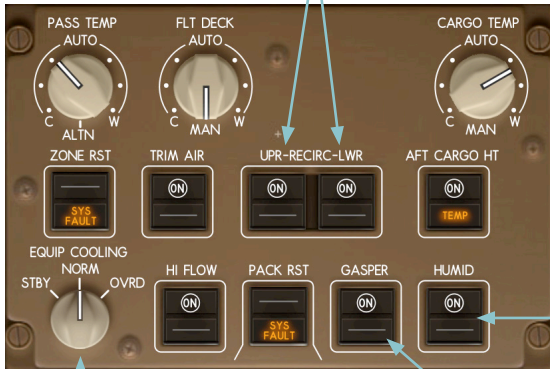 PASS TEMP
AUTO
C W
ALTN
FLT DECK
AUTO
C W
MAN
CARGO TEMP
AUTO
C W
MAN
ZONE RST
SYS
FAULT
TRIM AIR
ON
UPR-RECIRC-LWR
ON ON
AFT CARGO HT
ON
TEMP
EQUIP COOLING
NORM
STBY OVRD
HI FLOW
ON
PACK RST
SYS
FAULT
GASPER
ON
HUMID
ON